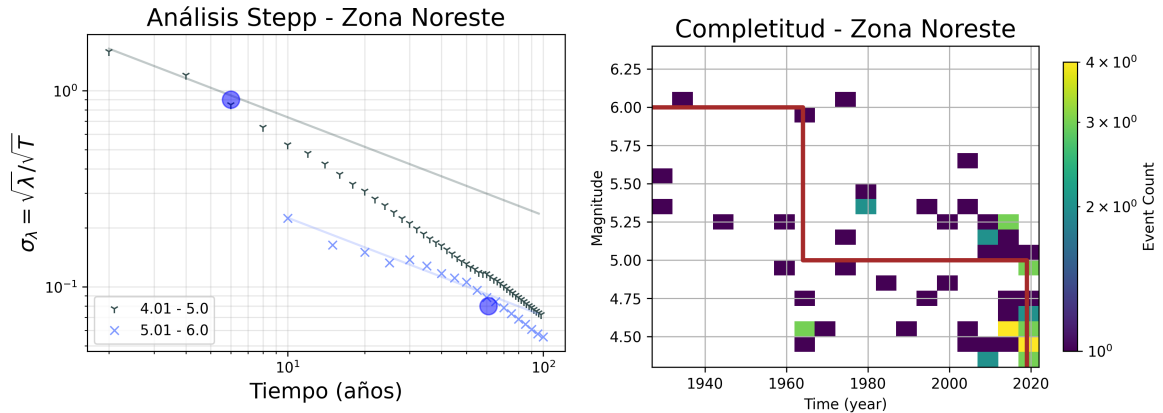 Análisis Stepp - Zona Noreste
10⁰
10⁻¹
σ_λ = √λ/√T
4.01 - 5.0
5.01 - 6.0
10¹
10²
Tiempo (años)
Completitud - Zona Noreste
6.25
6.00
5.75
5.50
5.25
5.00
4.75
4.50
Magnitude
1940
1960
1980
2000
2020
Time (year)
4 × 10⁰
3 × 10⁰
2 × 10⁰
10⁰
Event Count